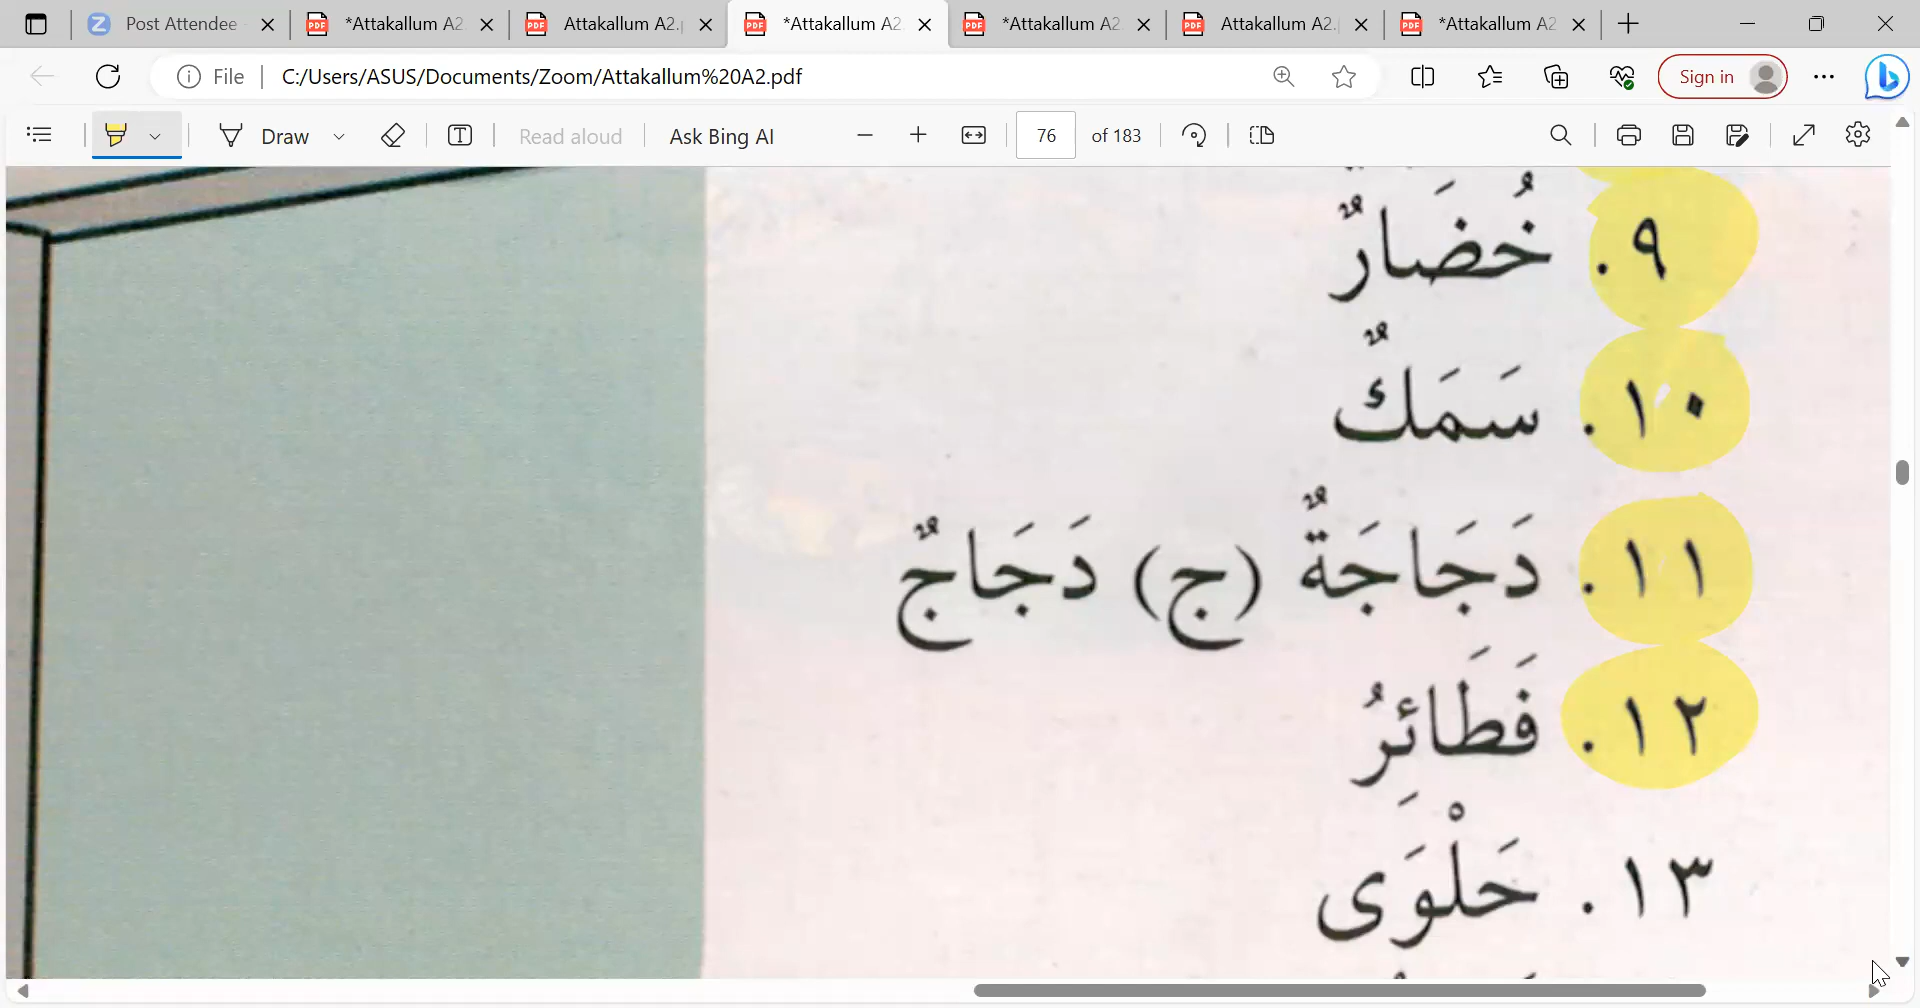 Post Attendee
*Attakallum A2
Attakallum A2.
*Attakallum A2
*Attakallum A2
Attakallum A2.
*Attakallum A2
File
C:/Users/ASUS/Documents/Zoom/Attakallum%20A2.pdf
Sign in
Draw
Read aloud
Ask Bing AI
76 of 183
٩. خُضَارٌ
١٠. سَمَكٌ
١١. دَجَاجَةٌ (ج) دَجَاجٌ
١٢. فَطَائِرُ
١٣. حَلْوَى